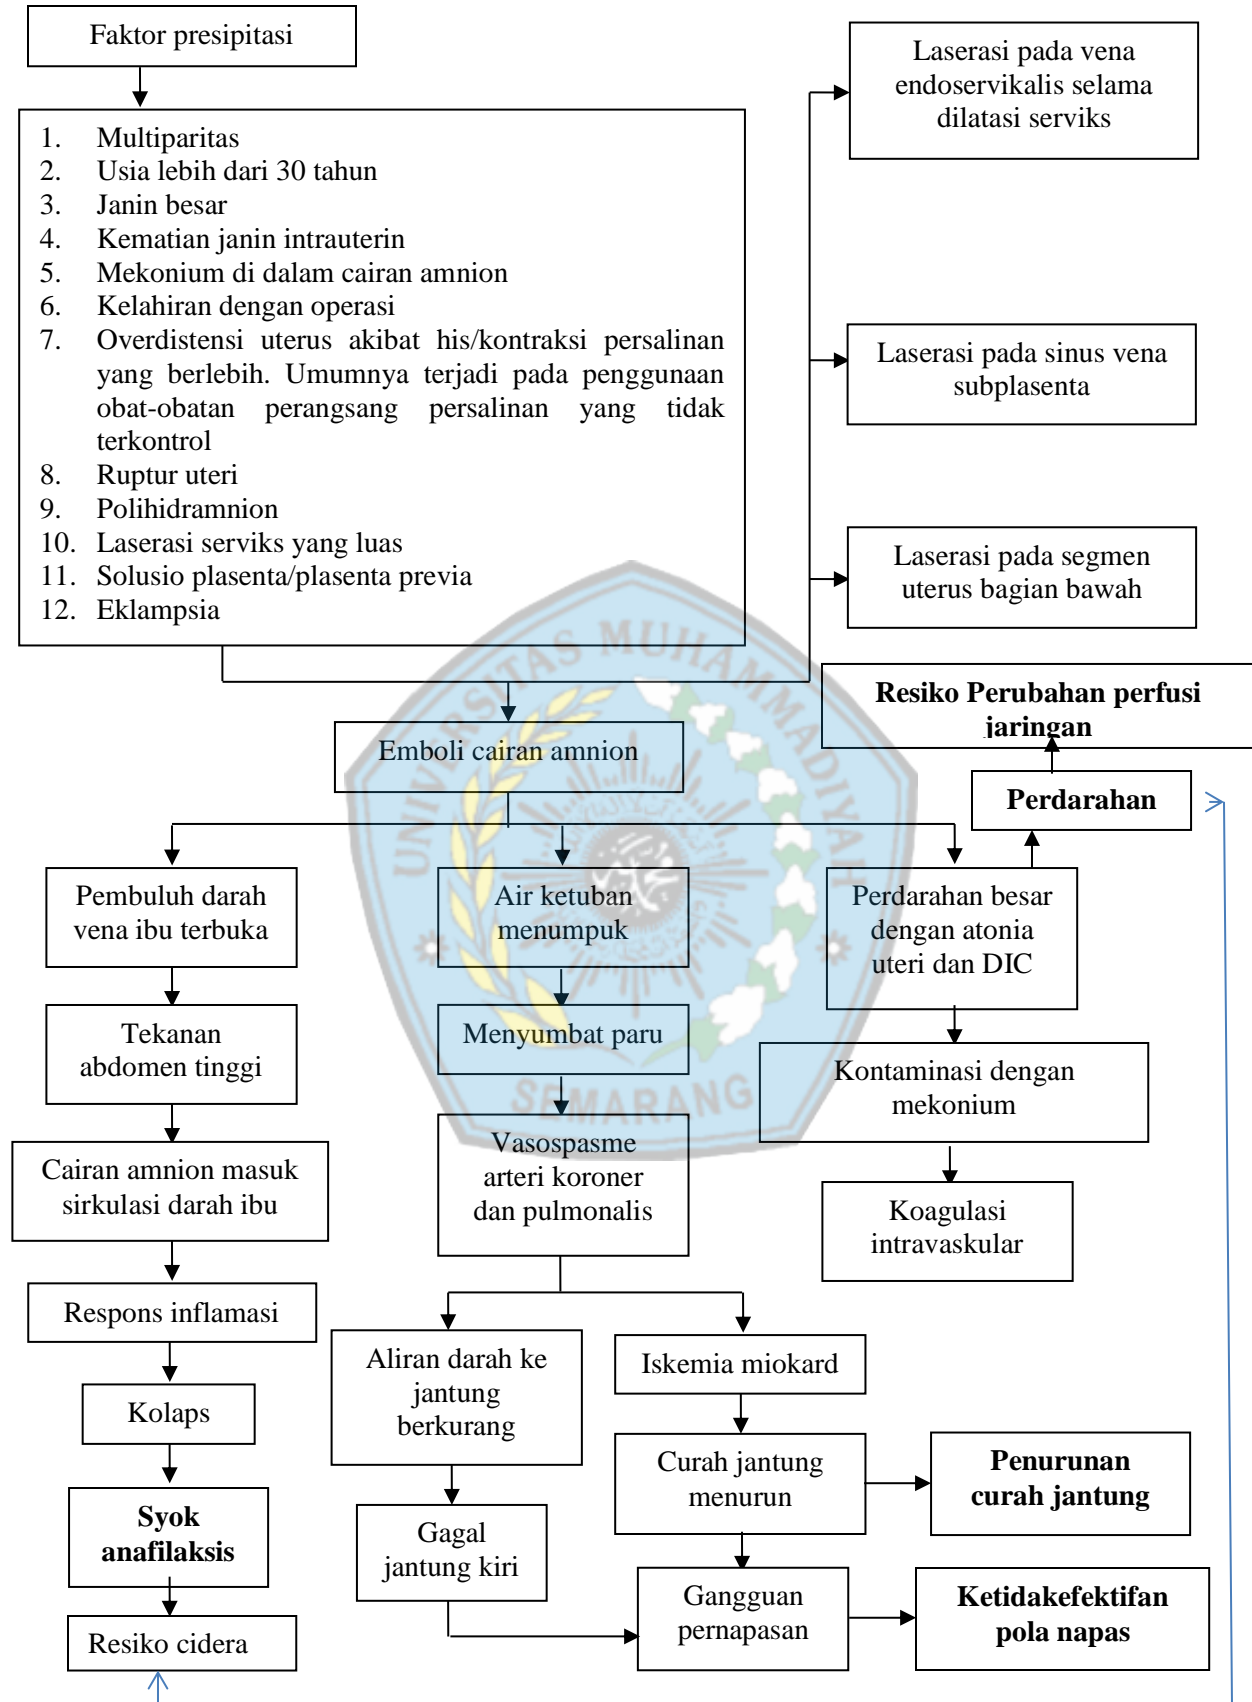 Faktor presipitasi
1. Multiparitas
2. Usia lebih dari 30 tahun
3. Janin besar
4. Kematian janin intrauterin
5. Mekonium di dalam cairan amnion
6. Kelahiran dengan operasi
7. Overdistensi uterus akibat his/kontraksi persalinan
yang berlebih. Umumnya terjadi pada penggunaan
obat-obatan perangsang persalinan yang tidak
terkontrol
8. Ruptur uteri
9. Polihidramnion
10. Laserasi serviks yang luas
11. Solusio plasenta/plasenta previa
12. Eklampsia
Laserasi pada vena
endoservikalis selama
dilatasi serviks
Laserasi pada sinus vena
subplasenta
Laserasi pada segmen
uterus bagian bawah
Resiko Perubahan perfusi
jaringan
Perdarahan
Emboli cairan amnion
Pembuluh darah
vena ibu terbuka
Tekanan
abdomen tinggi
Cairan amnion masuk
sirkulasi darah ibu
Respons inflamasi
Kolaps
Syok
anafilaksis
Resiko cidera
Air ketuban
menumpuk
Menyumbat paru
Vasospasme
arteri koroner
dan pulmonalis
Aliran darah ke
jantung
berkurang
Gagal
jantung kiri
Iskemia miokard
Curah jantung
menurun
Gangguan
pernapasan
Penurunan
curah jantung
Ketidakefektifan
pola napas
Perdarahan besar
dengan atonia
uteri dan DIC
Kontaminasi dengan
mekonium
Koagulasi
intravaskular
UNIVERSITAS MUHAMMADIYAH
SEMARANG